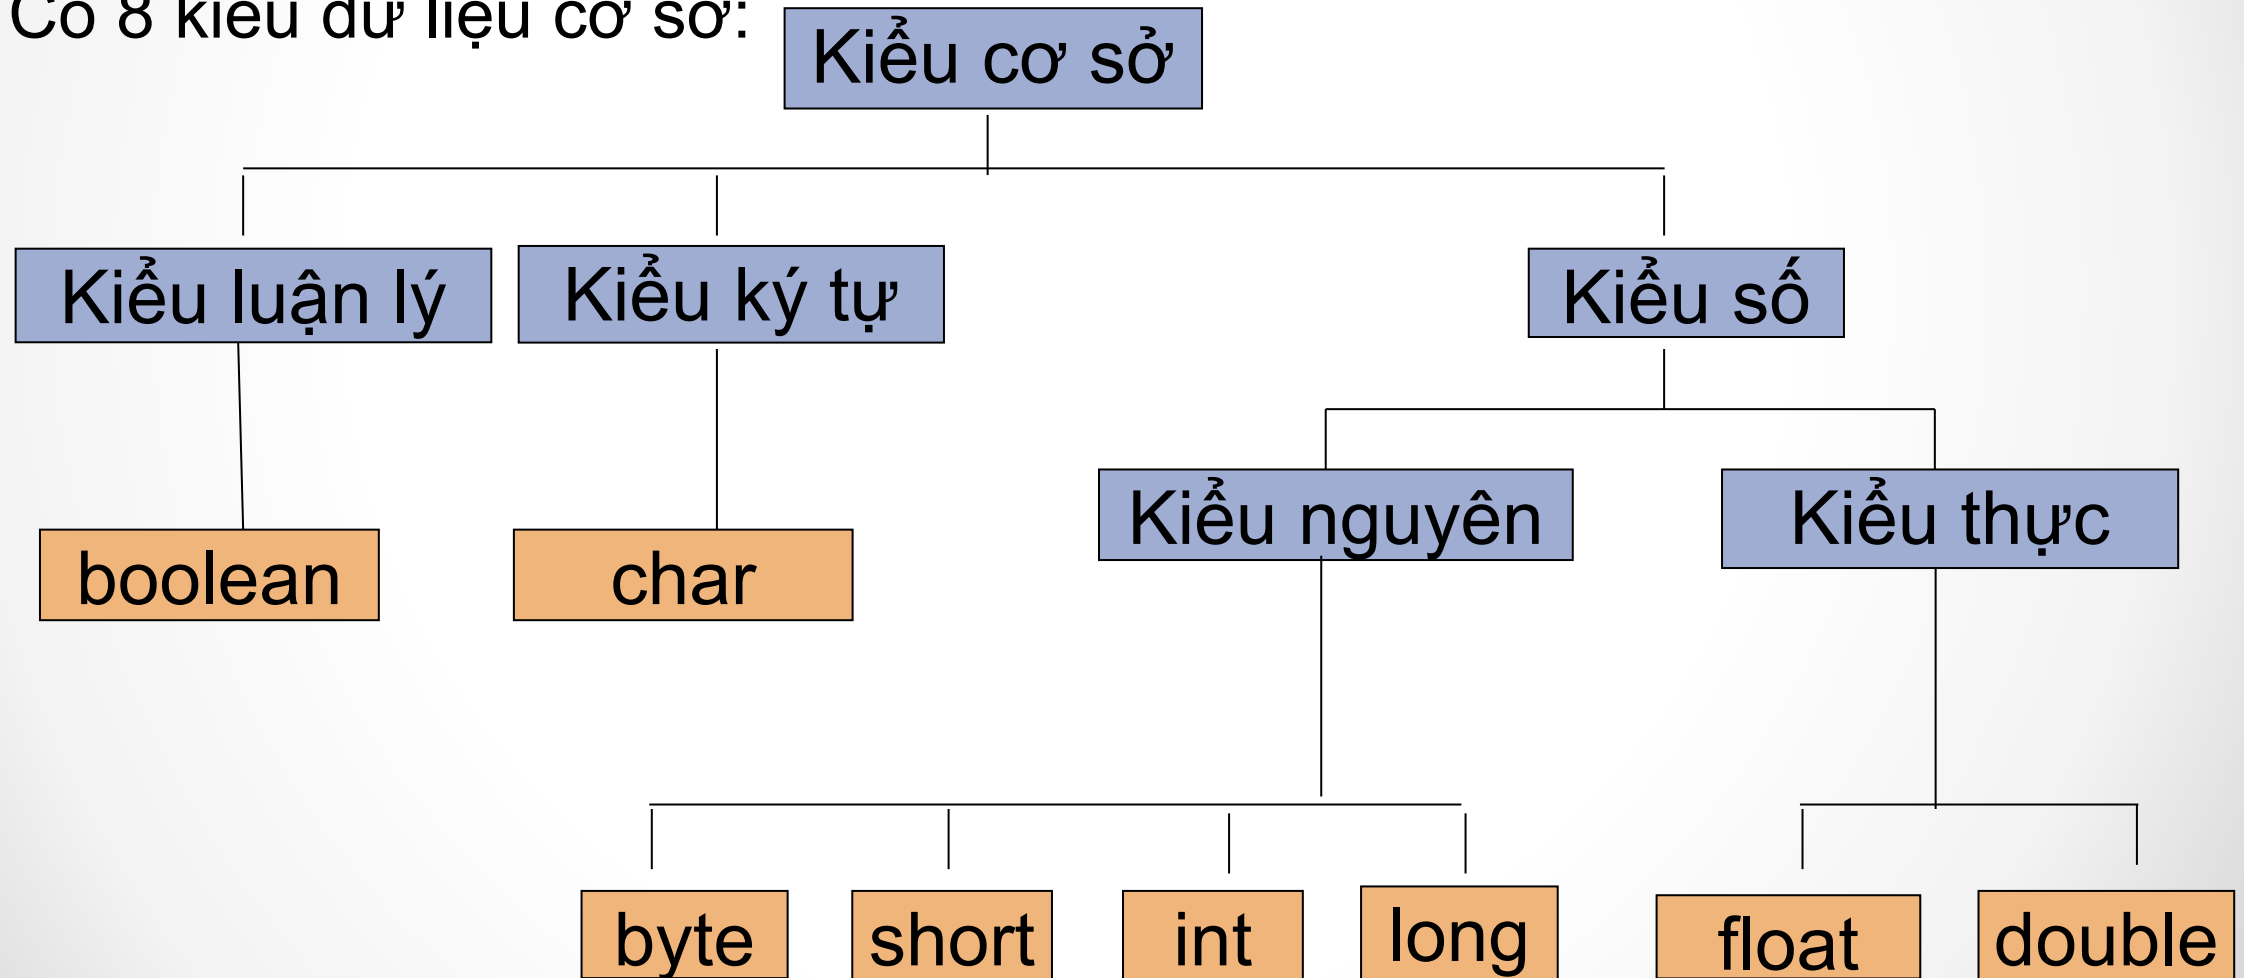 Có 8 kiểu dữ liệu cơ sở:
Kiểu cơ sở
Kiểu luận lý
Kiểu ký tự
Kiểu số
Kiểu nguyên
Kiểu thực
boolean
char
byte
short
int
long
float
double